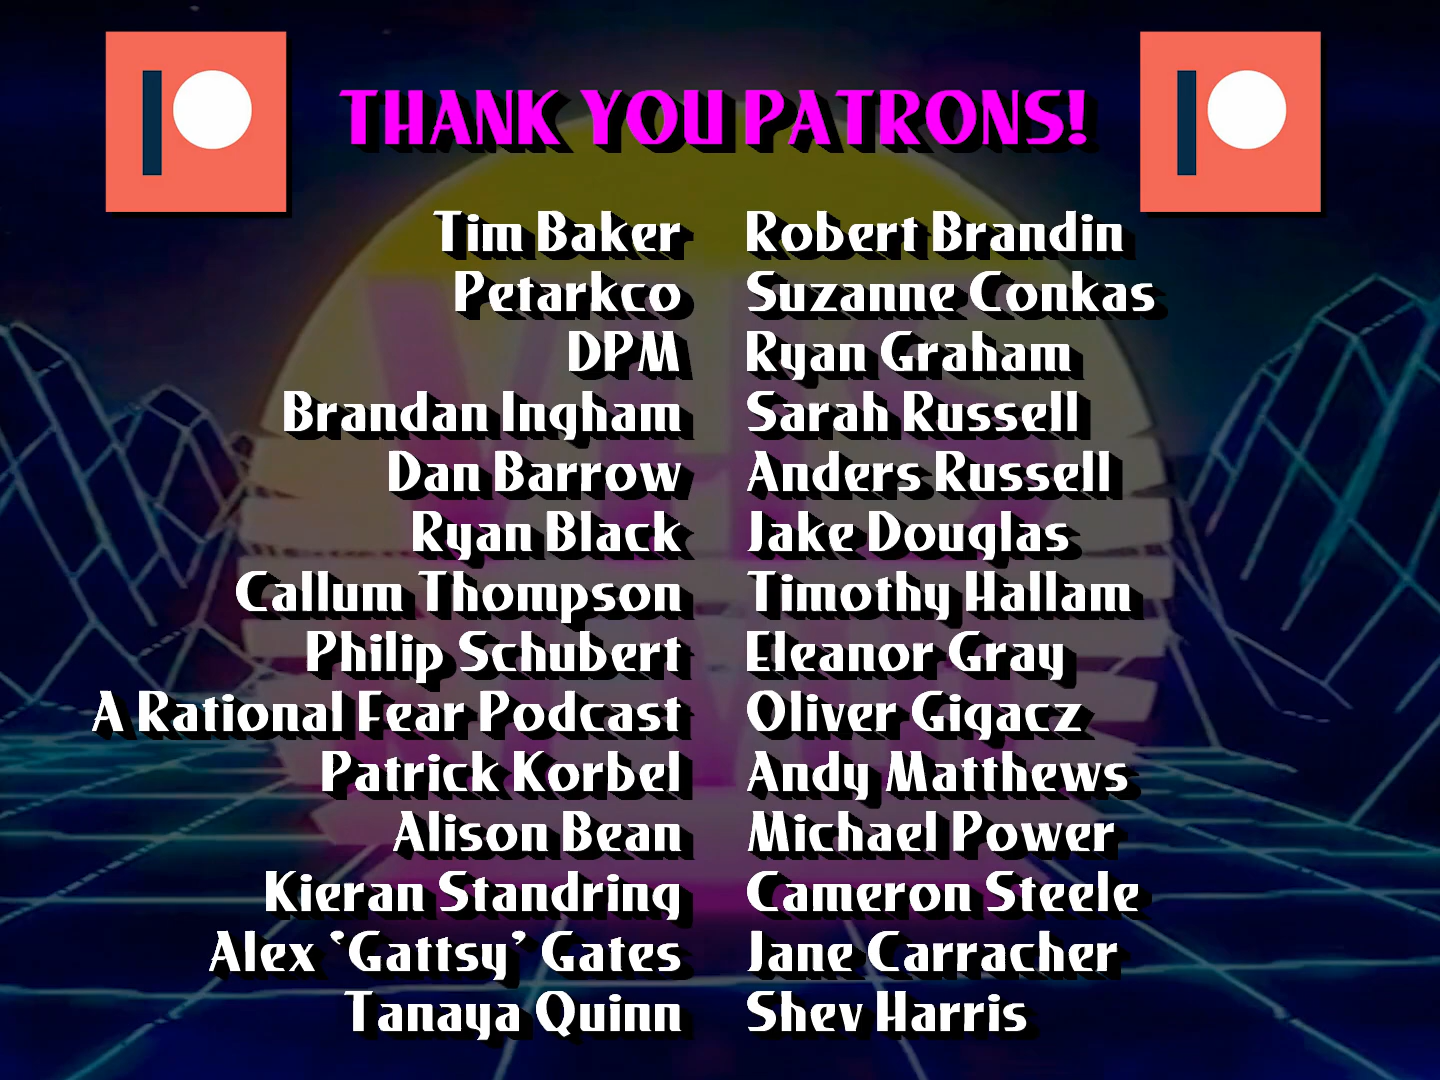 THANK YOU PATRONS!
Tim Baker
Petarkco
DPM
Brandan Ingham
Dan Barrow
Ryan Black
Callum Thompson
Philip Schubert
A Rational Fear Podcast
Patrick Korbel
Alison Bean
Kieran Standring
Alex ‘Gattsy’ Gates
Tanaya Quinn
Robert Brandin
Suzanne Conkas
Ryan Graham
Sarah Russell
Anders Russell
Jake Douglas
Timothy Hallam
Eleanor Gray
Oliver Gigacz
Andy Matthews
Michael Power
Cameron Steele
Jane Carracher
Shev Harris